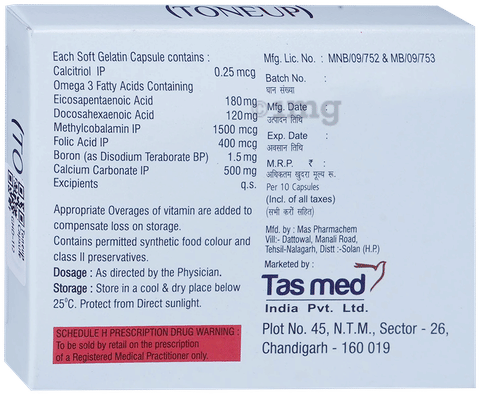 (TONEUP)
Each Soft Gelatin Capsule contains :
Calcitriol IP 0.25 mcg
Omega 3 Fatty Acids Containing
Eicosapentaenoic Acid 180mg
Docosahexaenoic Acid 120mg
Methylcobalamin IP 1500 mcg
Folic Acid IP 400 mcg
Boron (as Disodium Teraborate BP) 1.5 mg
Calcium Carbonate IP 500 mg
Excipients q.s.
Appropriate Overages of vitamin are added to
compensate loss on storage.
Contains permitted synthetic food colour and
class II preservatives.
Dosage : As directed by the Physician.
Storage : Store in a cool & dry place below
25°C. Protect from Direct sunlight.
SCHEDULE H PRESCRIPTION DRUG WARNING :
To be sold by retail on the prescription
of a Registered Medical Practitioner only.
Mfg. Lic. No. : MNB/09/752 & MB/09/753
Batch No. :
घान संख्या
Mfg. Date :
उत्पादन तिथि
Exp. Date :
अवसान तिथि
M.R.P. ₹ :
अधिकतम खुदरा मूल्य रू.
Per 10 Capsules
(Incl. of all taxes)
(सभी करों सहित)
Mfd. by : Mas Pharmachem
Vill:- Dattowal, Manali Road,
Tehsil-Nalagarh, Distt :-Solan (H.P.)
Marketed by :
Tas med
India Pvt. Ltd.
Plot No. 45, N.T.M., Sector - 26,
Chandigarh - 160 019
(TO
1mg